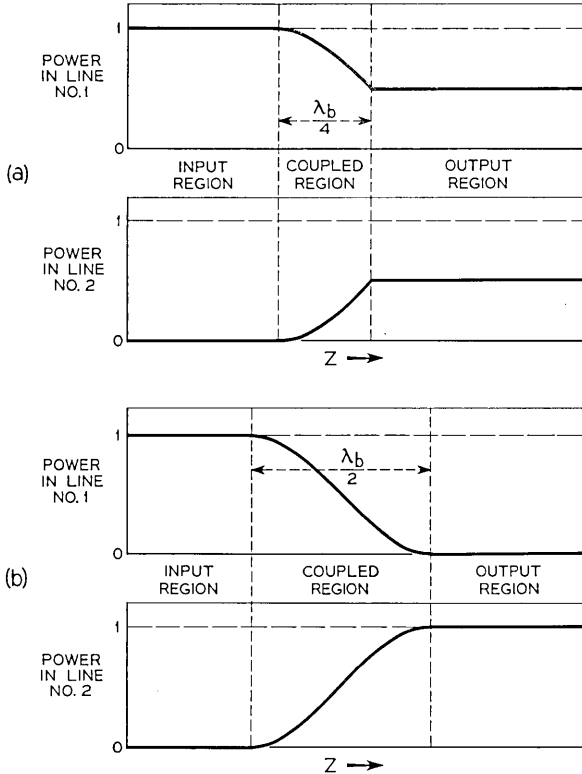 1
POWER
IN LINE
NO. 1
0
λb
4
(a)
INPUT
REGION
COUPLED
REGION
OUTPUT
REGION
1
POWER
IN LINE
NO. 2
0
Z
1
POWER
IN LINE
NO. 1
0
λb
2
(b)
INPUT
REGION
COUPLED
REGION
OUTPUT
REGION
1
POWER
IN LINE
NO. 2
0
Z